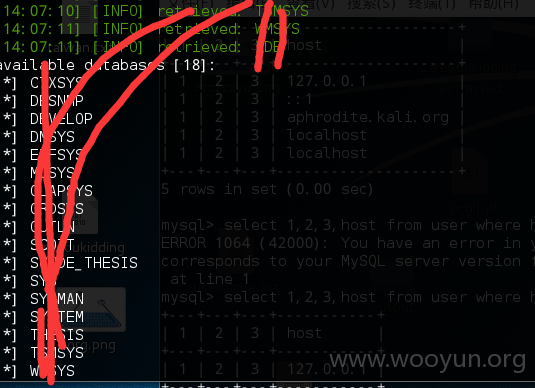 文件(F) 搜索(S) 终端(T) 帮助(H)
14:07:10] [INFO] retrieved: TSMSYS
14:07:11] [INFO] retrieved: WMSYS
14:07:11] [INFO] retrieved: XDB
available databases [18]:
*] CTXSYS
*] DBSNMP
*] DEVELOP
*] DMSYS
*] EXFSYS
*] MDSYS
*] OLAPSYS
*] ORDSYS
*] OUTLN
*] SCOTT
*] SLIDE_THESIS
*] SYS
*] SYSMAN
*] SYSTEM
*] THESIS
*] TSMSYS
*] WMSYS
host
| 1 | 2 | 3 | 127.0.0.1
| 1 | 2 | 3 | ::1
| 1 | 2 | 3 | aphrodite.kali.org
| 1 | 2 | 3 | localhost
| 1 | 2 | 3 | localhost
5 rows in set (0.00 sec)
mysql> select 1,2,3,host from user where h
ERROR 1064 (42000): You have an error in y
corresponds to your MySQL server version f
at line 1
mysql> select 1,2,3,host from user where h
| 1 | 2 | 3 | host
| 1 | 2 | 3 | 127.0.0.1
www.wooyun.org